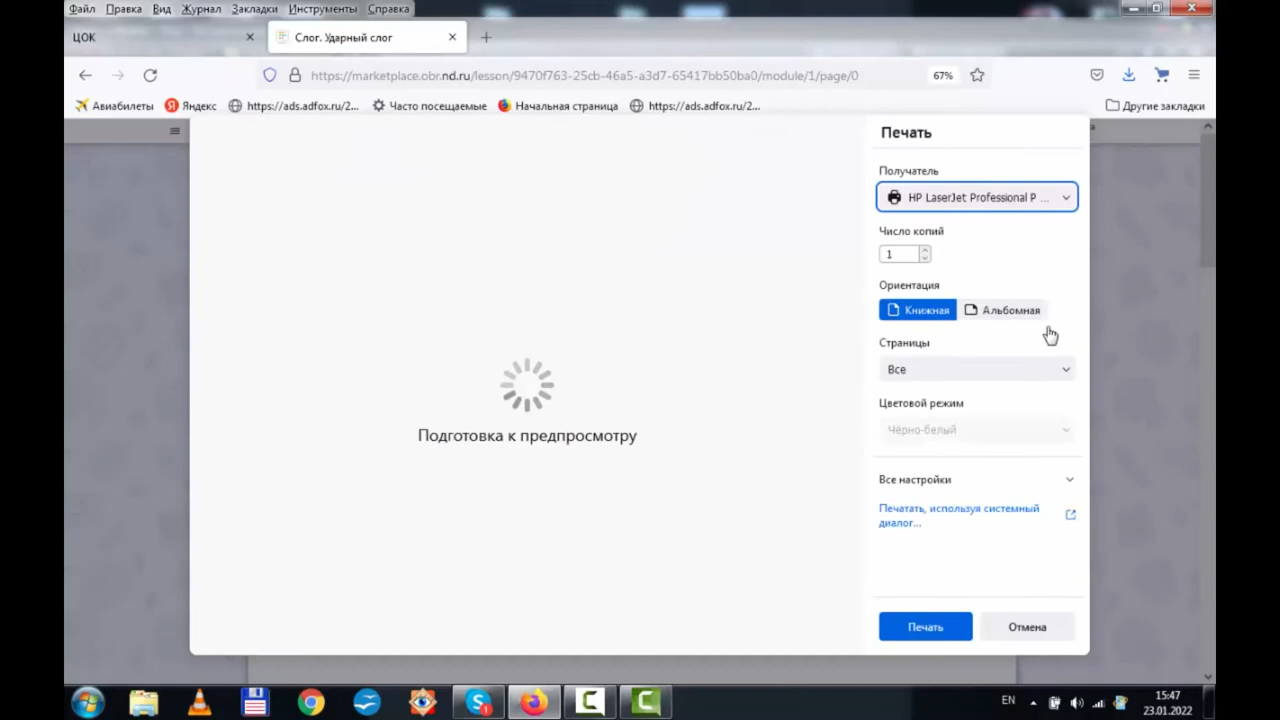 Файл Правка Вид Журнал Закладки Инструменты Справка
ЦОК
Слог. Ударный слог
https://marketplace.obr.nd.ru/lesson/9470f763-25cb-46a5-a3d7-65417bb50ba0/module/1/page/0
67%
Авиабилеты Яндекс https://ads.adfox.ru/2... Часто посещаемые Начальная страница https://ads.adfox.ru/2... Другие закладки
Печать
Получатель
HP LaserJet Professional P ...
Число копий
1
Ориентация
Книжная Альбомная
Страницы
Все
Цветовой режим
Чёрно-белый
Подготовка к предпросмотру
Все настройки
Печатать, используя системный
диалог...
Печать Отмена
EN
15:47
23.01.2022